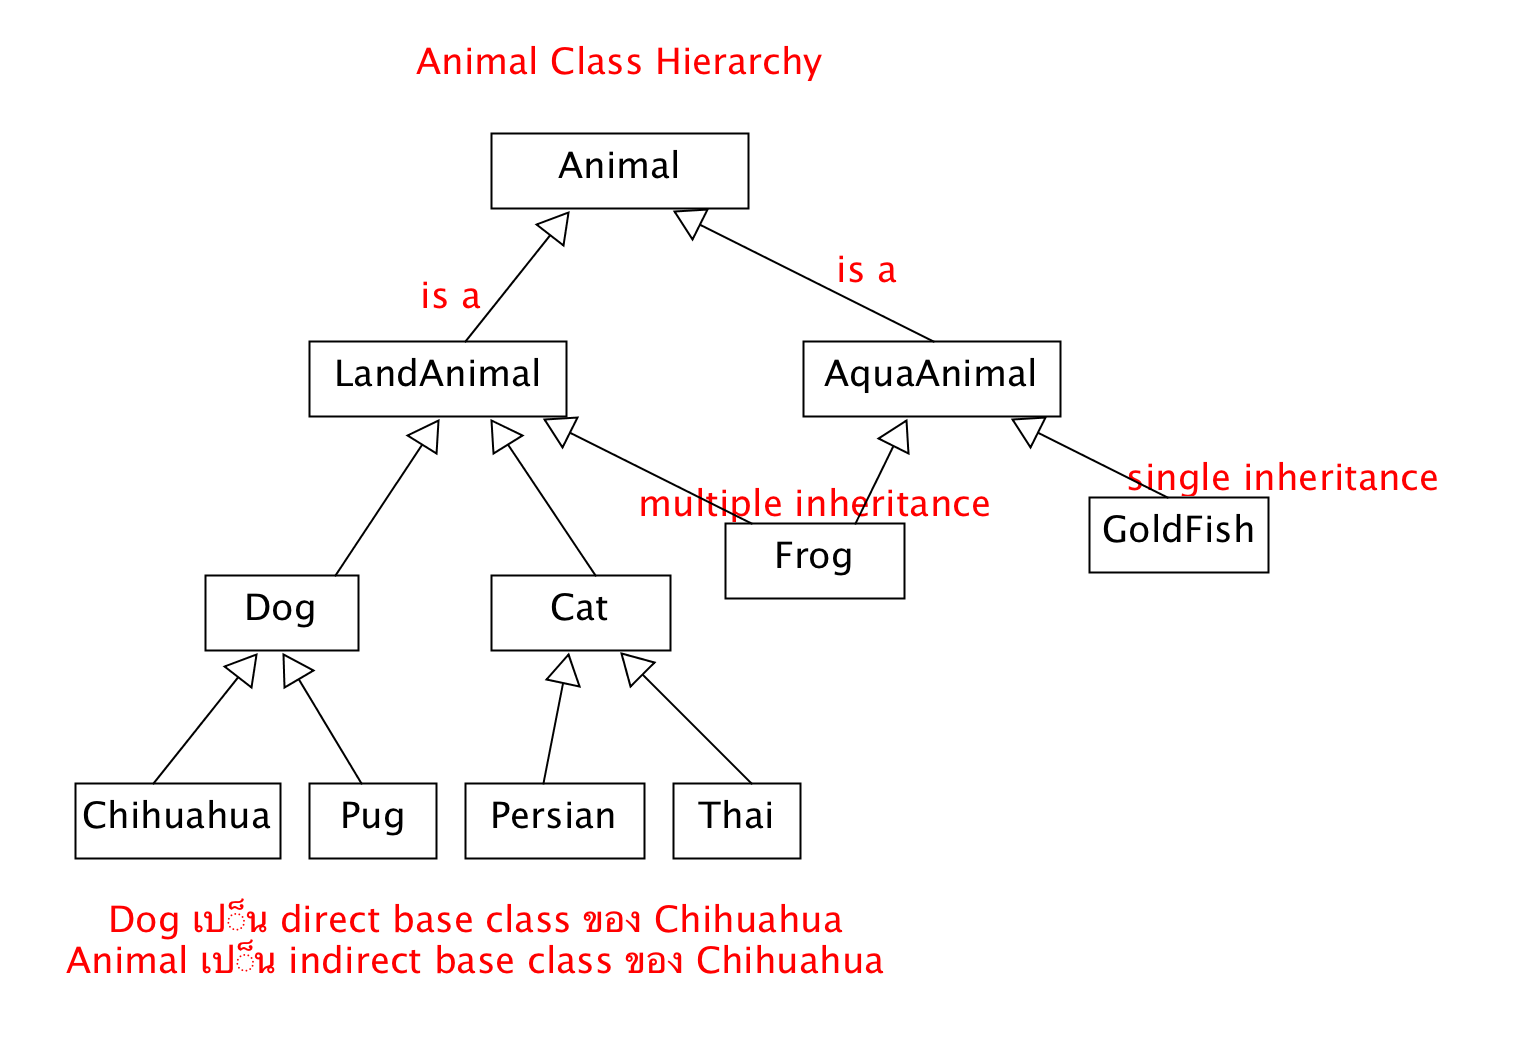 Animal Class Hierarchy
Animal
is a
is a
LandAnimal
AquaAnimal
single inheritance
multiple inheritance
GoldFish
Frog
Dog
Cat
Chihuahua
Pug
Persian
Thai
Dog เป็น direct base class ของ Chihuahua
Animal เป็น indirect base class ของ Chihuahua